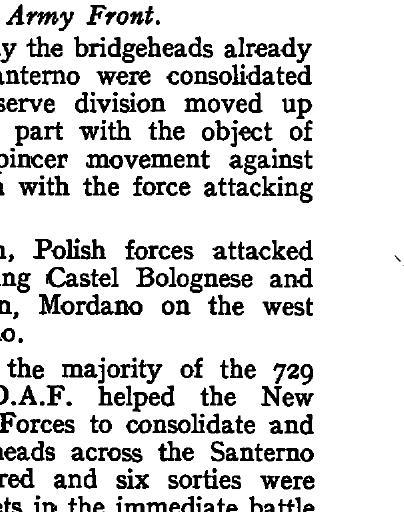 Army Front.
y the bridgeheads already
anterno were consolidated
serve division moved up
part with the object of
pincer movement against
with the force attacking
n, Polish forces attacked
ng Castel Bolognese and
n, Mordano on the west
o.
the majority of the 729
D.A.F. helped the New
Forces to consolidate and
eads across the Santerno
red and six sorties were
ets in the immediate battle